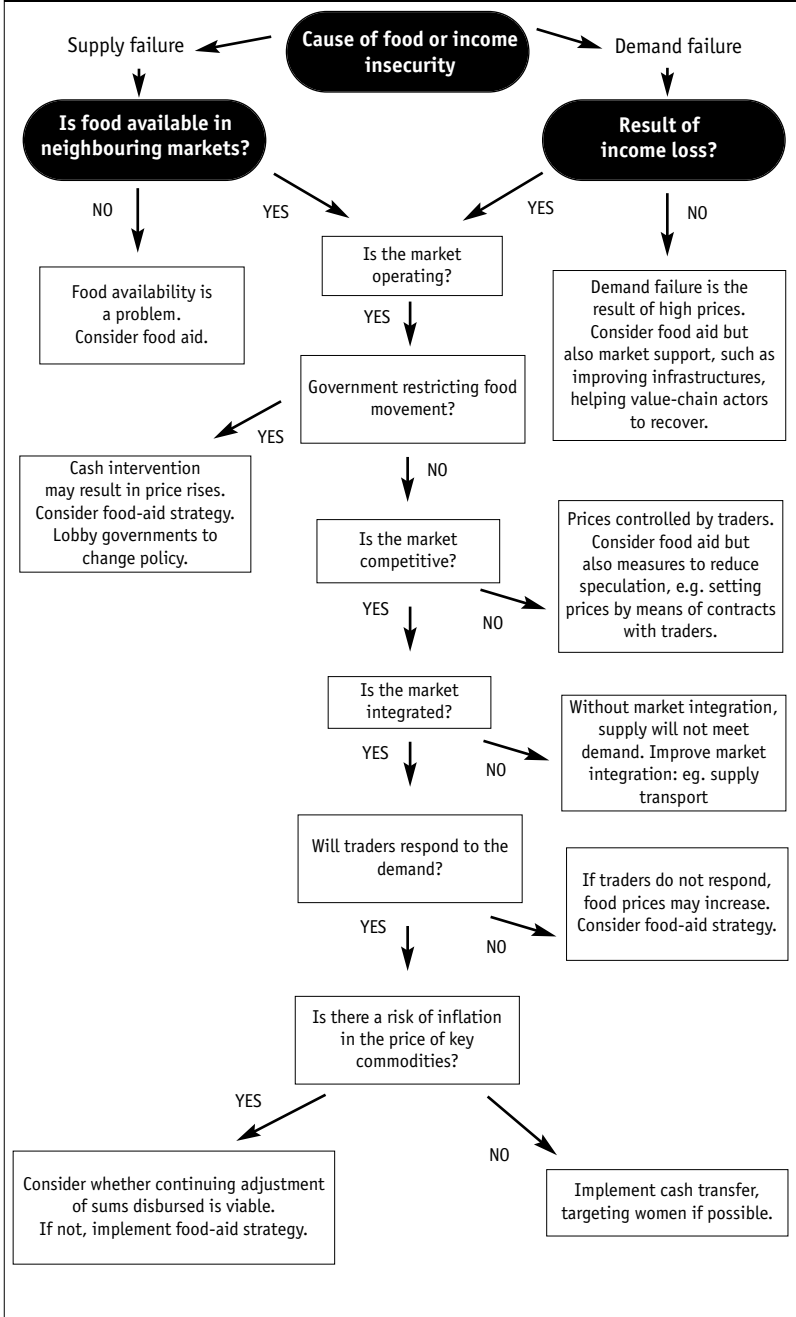 Cause of food or income
insecurity
Supply failure
Demand failure
Is food available in
neighbouring markets?
Result of
income loss?
NO
YES
YES
NO
Food availability is
a problem.
Consider food aid.
Is the market
operating?
Demand failure is the
result of high prices.
Consider food aid but
also market support, such as
improving infrastructures,
helping value-chain actors
to recover.
YES
Government restricting food
movement?
YES
NO
Cash intervention
may result in price rises.
Consider food-aid strategy.
Lobby governments to
change policy.
Is the market
competitive?
Prices controlled by traders.
Consider food aid but
also measures to reduce
speculation, e.g. setting
prices by means of contracts
with traders.
YES
NO
Is the market
integrated?
Without market integration,
supply will not meet
demand. Improve market
integration: eg. supply
transport
YES
NO
Will traders respond to the
demand?
If traders do not respond,
food prices may increase.
Consider food-aid strategy.
YES
NO
Is there a risk of inflation
in the price of key
commodities?
YES
NO
Consider whether continuing adjustment
of sums disbursed is viable.
If not, implement food-aid strategy.
Implement cash transfer,
targeting women if possible.